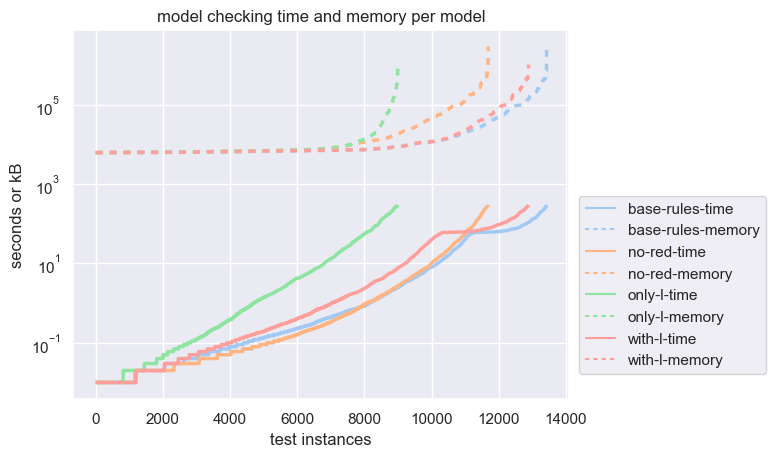 model checking time and memory per model
seconds or kB
10^5
10^3
10^1
10^−1
0 2000 4000 6000 8000 10000 12000 14000
test instances
base-rules-time
base-rules-memory
no-red-time
no-red-memory
only-I-time
only-I-memory
with-I-time
with-I-memory